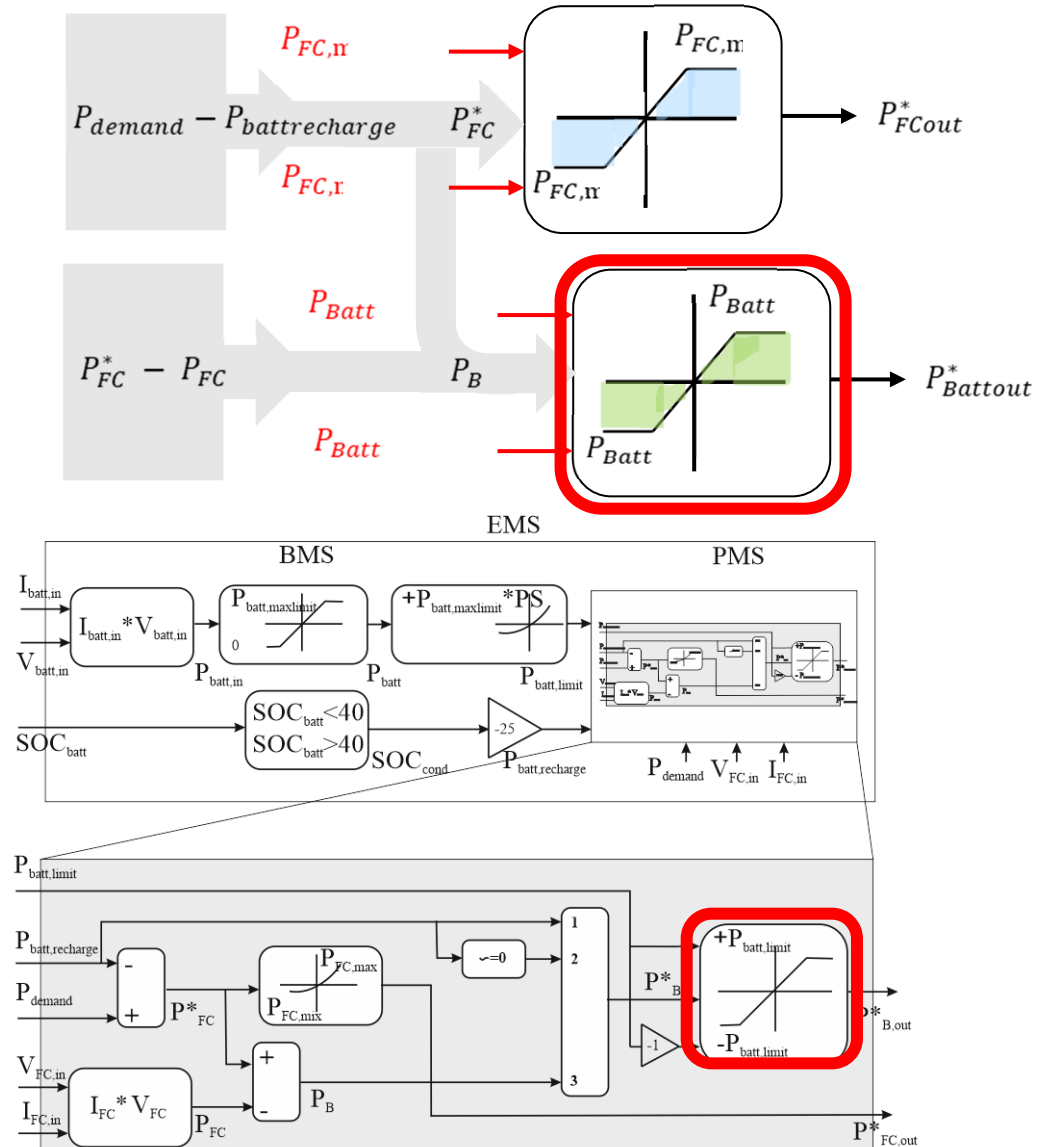 P_FC,m
P_FC,m
P_demand − P_battrecharge
P*_FC
P*_FCout
P_FC,m
P_FC,m
P_Batt
P_Batt
P*_FC − P_FC
P_B
P*_Battout
P_Batt
P_Batt
EMS
BMS
PMS
I_batt,in
V_batt,in
I_batt,in*V_batt,in
P_batt,in
P_batt,maxlimit
0
P_batt
+P_batt,maxlimit*PS
P_batt,limit
SOC_batt
SOC_batt<40
SOC_batt>40
SOC_cond
-25
P_batt,recharge
P_demand V_FC,in I_FC,in
P_batt,limit
P_batt,recharge
P_demand
-
+
P*_FC
P_FC,max
P_FC,mix
∽=0
1
2
3
P*_B
-1
+P_batt,limit
-P_batt,limit
P*_B,out
V_FC,in
I_FC,in
I_FC*V_FC
P_FC
+
-
P_B
P*_FC,out